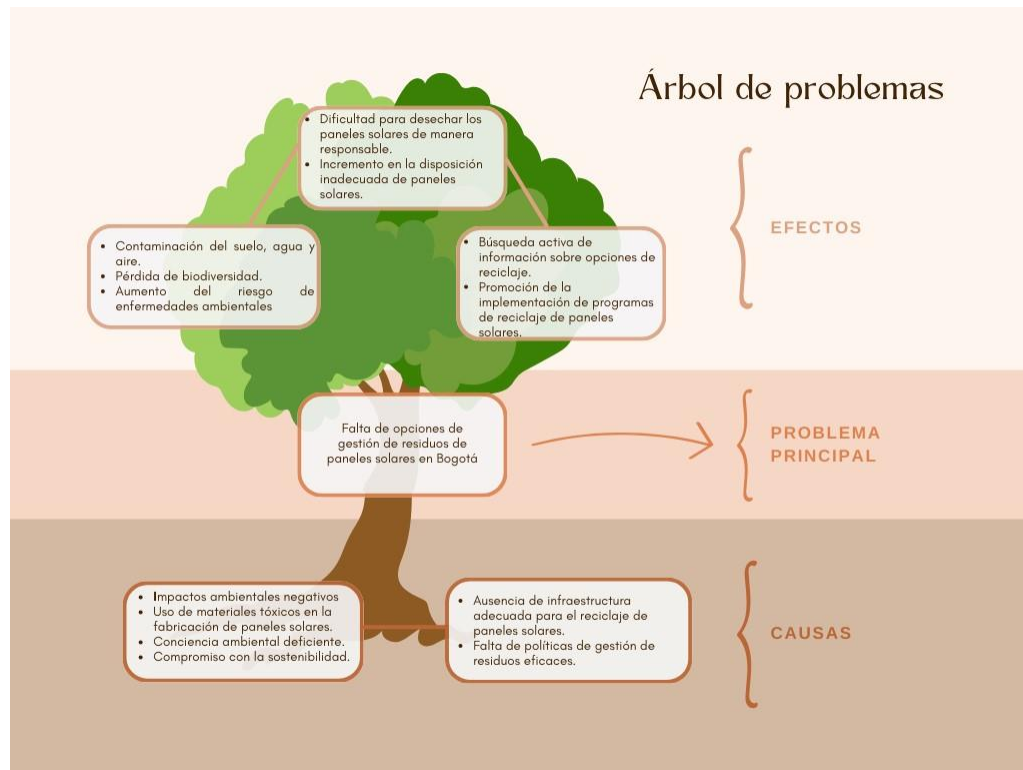 Árbol de problemas
• Dificultad para desechar los
paneles solares de manera
responsable.
• Incremento en la disposición
inadecuada de paneles
solares.
• Contaminación del suelo, agua y
aire.
• Pérdida de biodiversidad.
• Aumento del riesgo de
enfermedades ambientales
• Búsqueda activa de
información sobre opciones de
reciclaje.
• Promoción de la
implementación de programas
de reciclaje de paneles
solares.
EFECTOS
Falta de opciones de
gestión de residuos de
paneles solares en Bogotá
PROBLEMA
PRINCIPAL
• Impactos ambientales negativos
• Uso de materiales tóxicos en la
fabricación de paneles solares.
• Conciencia ambiental deficiente.
• Compromiso con la sostenibilidad.
• Ausencia de infraestructura
adecuada para el reciclaje de
paneles solares.
• Falta de políticas de gestión de
residuos eficaces.
CAUSAS